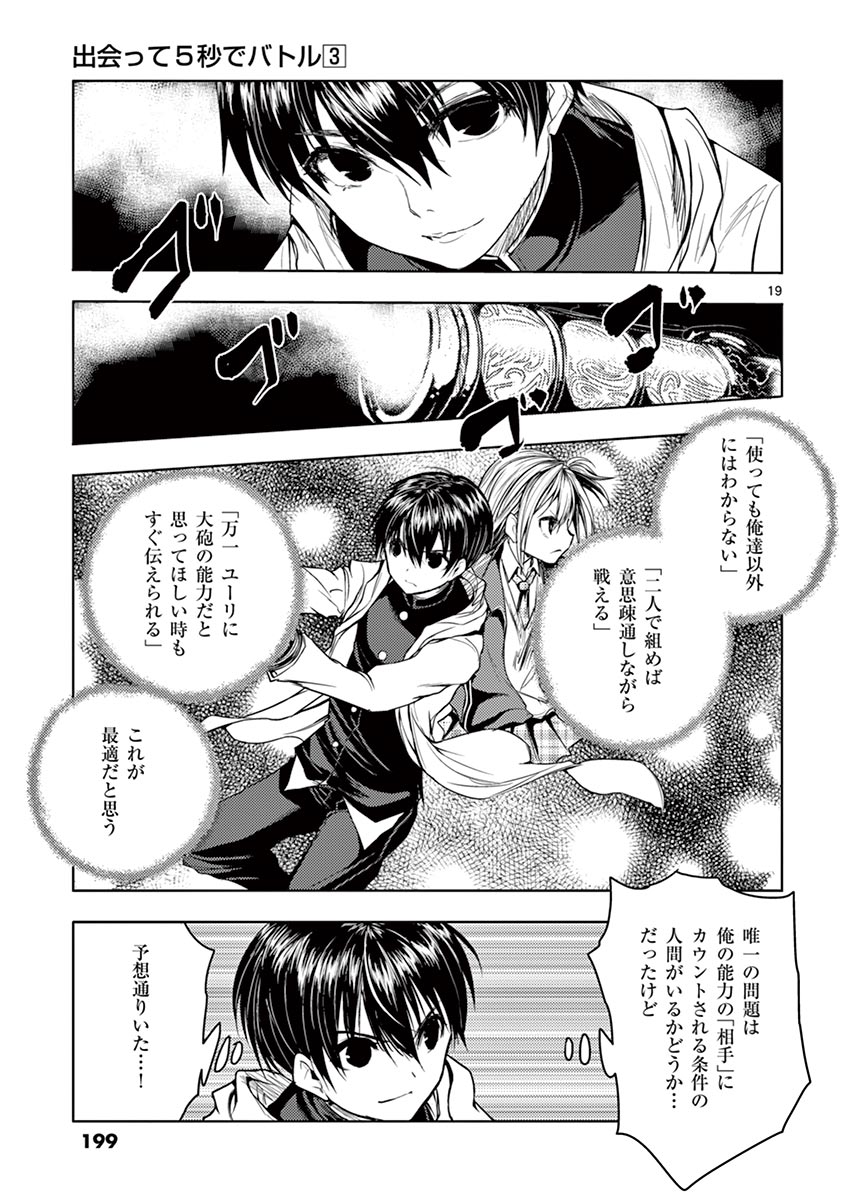 出会って5秒でバトル3
ブブ
19
ブブ
「使っても俺達以外
にはわからない」
「二人で組めば
意思疎通しながら
戦える」
「万一 ユーリに
大砲の能力だと
思ってほしい時も
すぐ伝えられる」
これが
最適だと思う
唯一の問題は
俺の能力の「相手」に
カウントされる条件の
人間がいるかどうか…
だったけど
予想通りいた…!
199